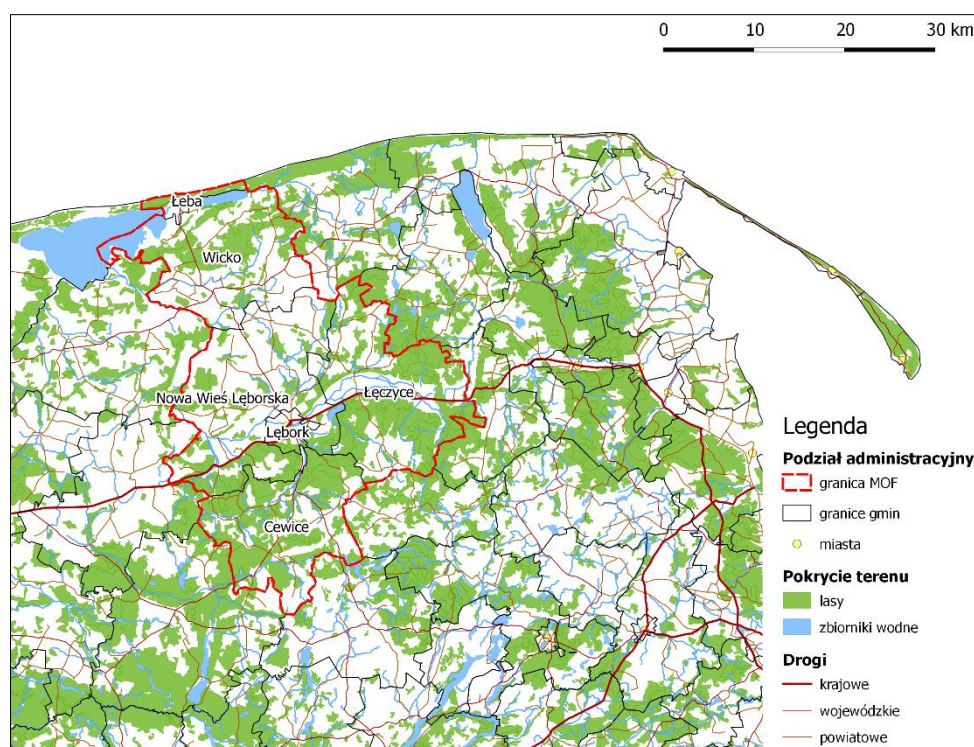 0 10 20 30 km
Łeba
Wicko
Nowa Wieś Lęborska
Łęczyce
Lębork
Cewice
Legenda
Podział administracyjny
granica MOF
granice gmin
miasta
Pokrycie terenu
lasy
zbiorniki wodne
Drogi
krajowe
wojewódzkie
powiatowe